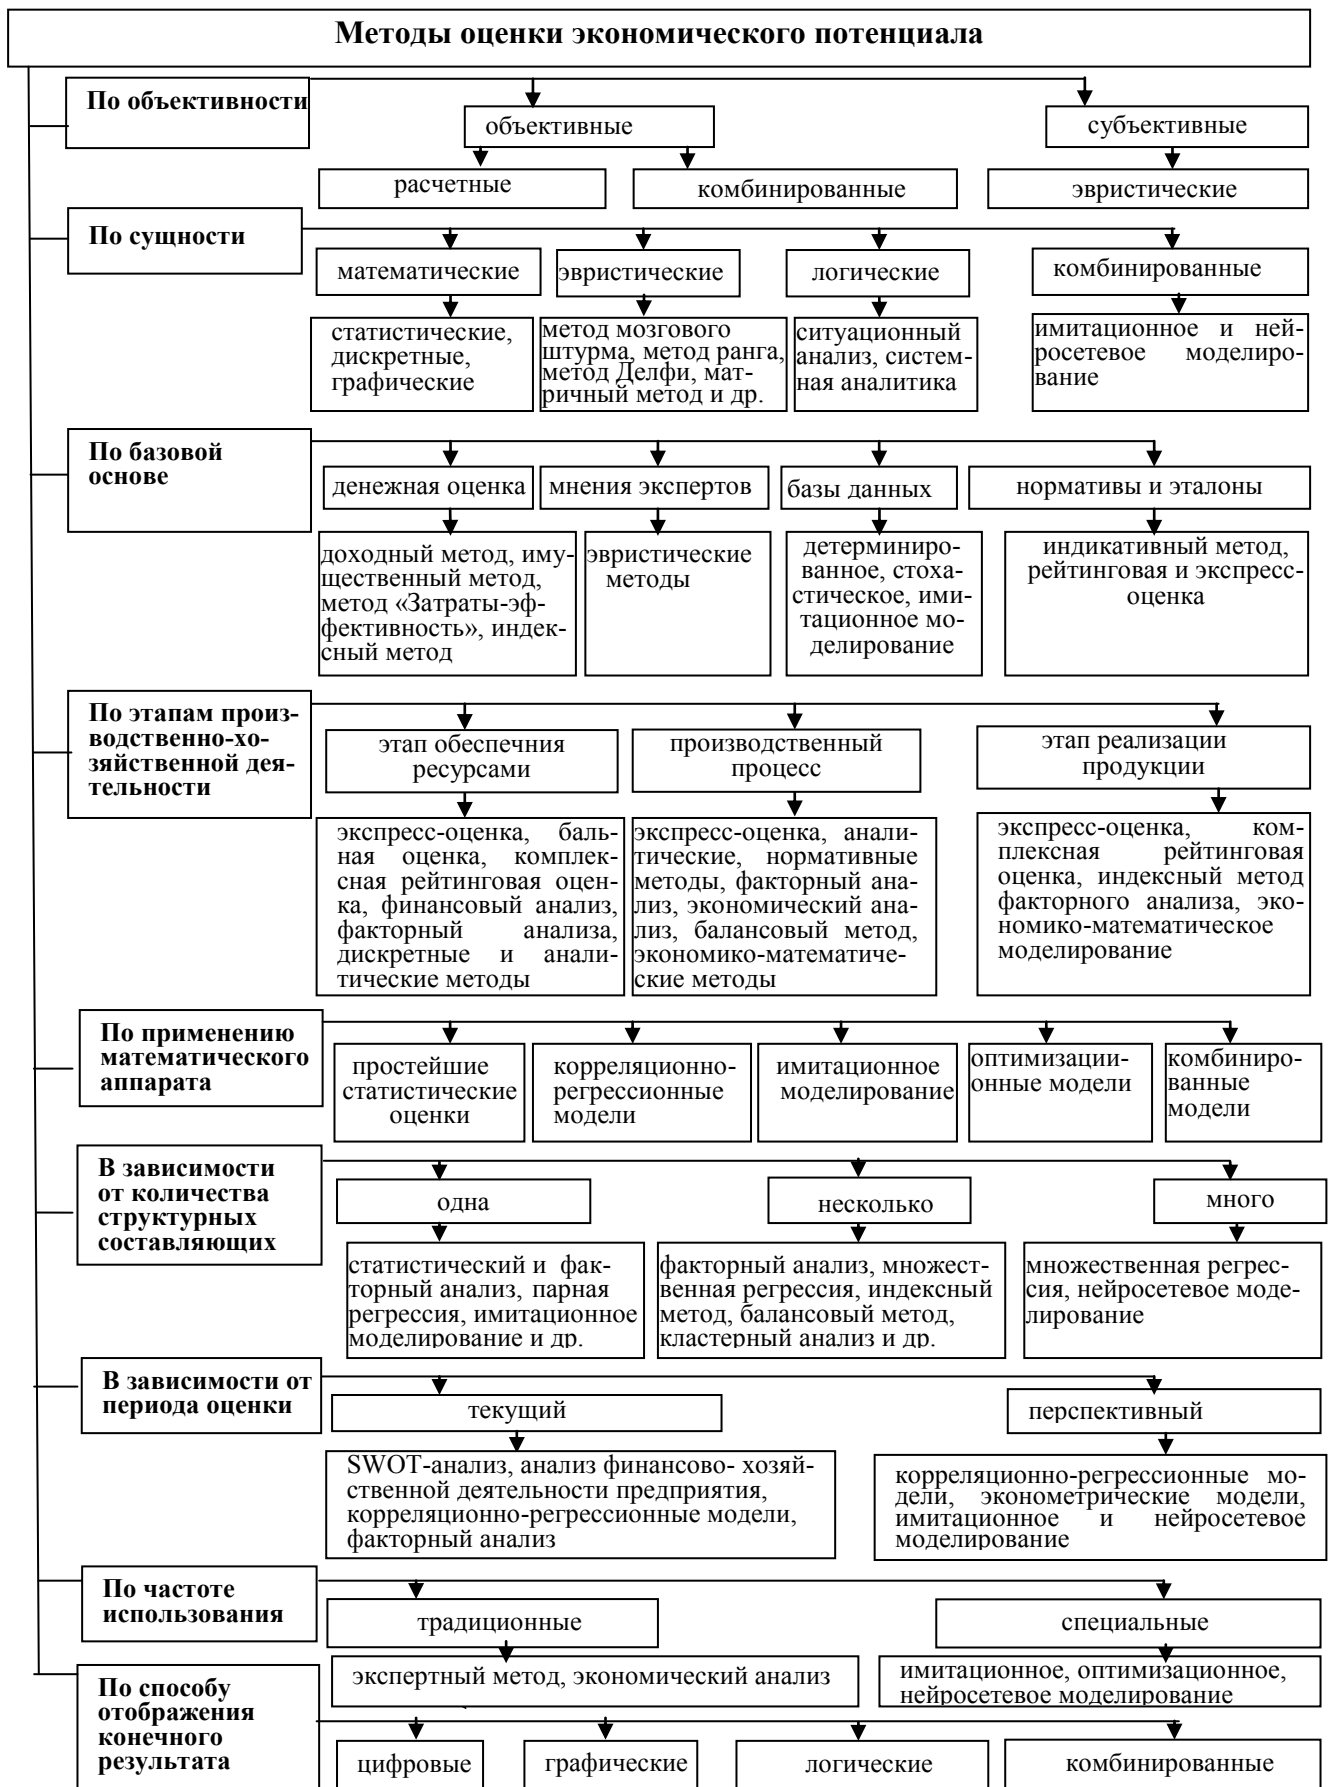 Методы оценки экономического потенциала
По объективности
объективные
субъективные
расчетные
комбинированные
эвристические
По сущности
математические
эвристические
логические
комбинированные
статистические,
дискретные,
графические
метод мозгового
штурма, метод ранга,
метод Делфи, мат-
ричный метод и др.
ситуационный
анализ, систем-
ная аналитика
имитационное и ней-
росетевое моделиро-
вание
По базовой
основе
денежная оценка
мнения экспертов
базы данных
нормативы и эталоны
доходный метод, иму-
щественный метод,
метод «Затраты-эф-
фективность», индек-
сный метод
эвристические
методы
детерминиро-
ванное, стоха-
стическое, ими-
тационное мо-
делирование
индикативный метод,
рейтинговая и экспресс-
оценка
По этапам произ-
водственно-хо-
зяйственной дея-
тельности
этап обеспечния
ресурсами
производственный
процесс
этап реализации
продукции
экспресс-оценка, баль-
ная оценка, комплек-
сная рейтинговая оцен-
ка, финансовый анализ,
факторный анализа,
дискретные и анали-
тические методы
экспресс-оценка, анали-
тические, нормативные
методы, факторный ана-
лиз, экономический ана-
лиз, балансовый метод,
экономико-математиче-
ские методы
экспресс-оценка, ком-
плексная рейтинговая
оценка, индексный метод
факторного анализа, эко-
номико-математическое
моделирование
По применению
математического
аппарата
простейшие
статистические
оценки
корреляционно-
регрессионные
модели
имитационное
моделирование
оптимизаци-
онные модели
комбиниро-
ванные
модели
В зависимости
от количества
структурных
составляющих
одна
несколько
много
статистический и фак-
торный анализ, парная
регрессия, имитационное
моделирование и др.
факторный анализ, множест-
венная регрессия, индексный
метод, балансовый метод,
кластерный анализ и др.
множественная регрес-
сия, нейросетевое моде-
лирование
В зависимости от
периода оценки
текущий
перспективный
SWOT-анализ, анализ финансово- хозяй-
ственной деятельности предприятия,
корреляционно-регрессионные модели,
факторный анализ
корреляционно-регрессионные мо-
дели, эконометрические модели,
имитационное и нейросетевое
моделирование
По частоте
использования
традиционные
специальные
экспертный метод, экономический анализ
имитационное, оптимизационное,
нейросетевое моделирование
По способу
отображения
конечного
результата
цифровые
графические
логические
комбинированные